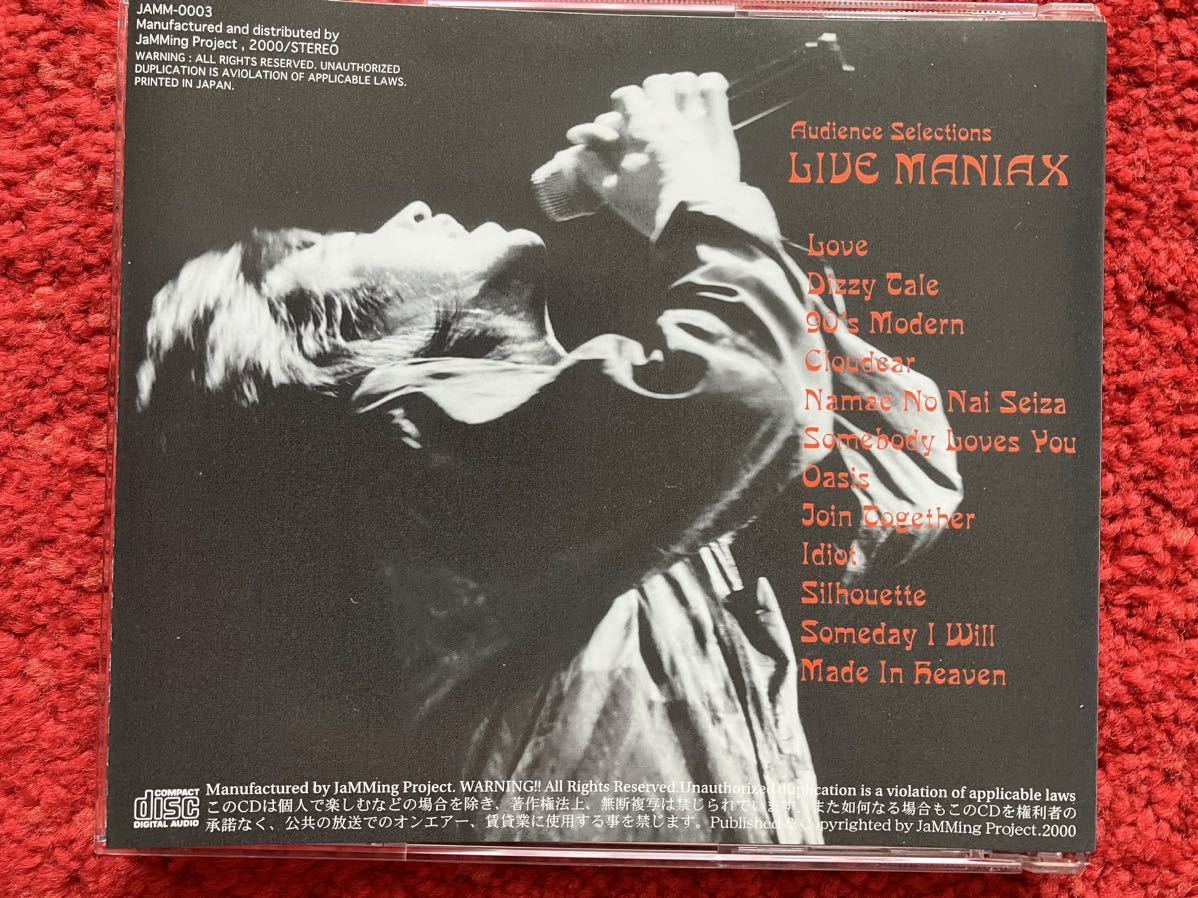 JAMM-0003
Manufactured and distributed by
JaMMing Project , 2000/STEREO
WARNING : ALL RIGHTS RESERVED. UNAUTHORIZED
DUPLICATION IS AVIOLATION OF APPLICABLE LAWS.
PRINTED IN JAPAN.
Audience Selections
LIVE MANIAX
Love
Dizzy Tale
90's Modern
Cloudear
Namae No Nai Seiza
Somebody Loves You
Oasis
Join Together
Idiot
Silhouette
Someday I Will
Made In Heaven
COMPACT
disc
DIGITAL AUDIO
Manufactured by JaMMing Project. WARNING!! All Rights Reserved.Unauthorized duplication is a violation of applicable laws
このCDは個人で楽しむなどの場合を除き、著作権法上、無断複写は禁じられています。また如何なる場合もこのCDを権利者の
承諾なく、公共の放送でのオンエアー、賃貸業に使用する事を禁じます。Published & Copyrighted by JaMMing Project.2000